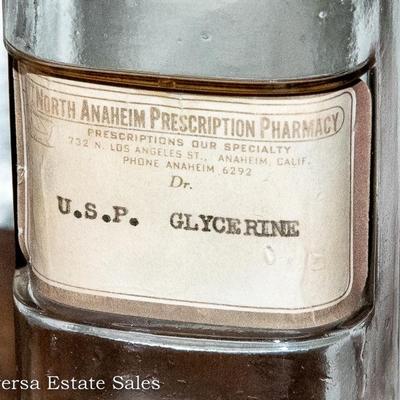 NORTH ANAHEIM PRESCRIPTION PHARMACY
PRESCRIPTIONS OUR SPECIALTY
732 N. LOS ANGELES ST., ANAHEIM, CALIF.
PHONE ANAHEIM 6292
Dr.
U.S.P. GLYCERINE
ersa Estate Sales